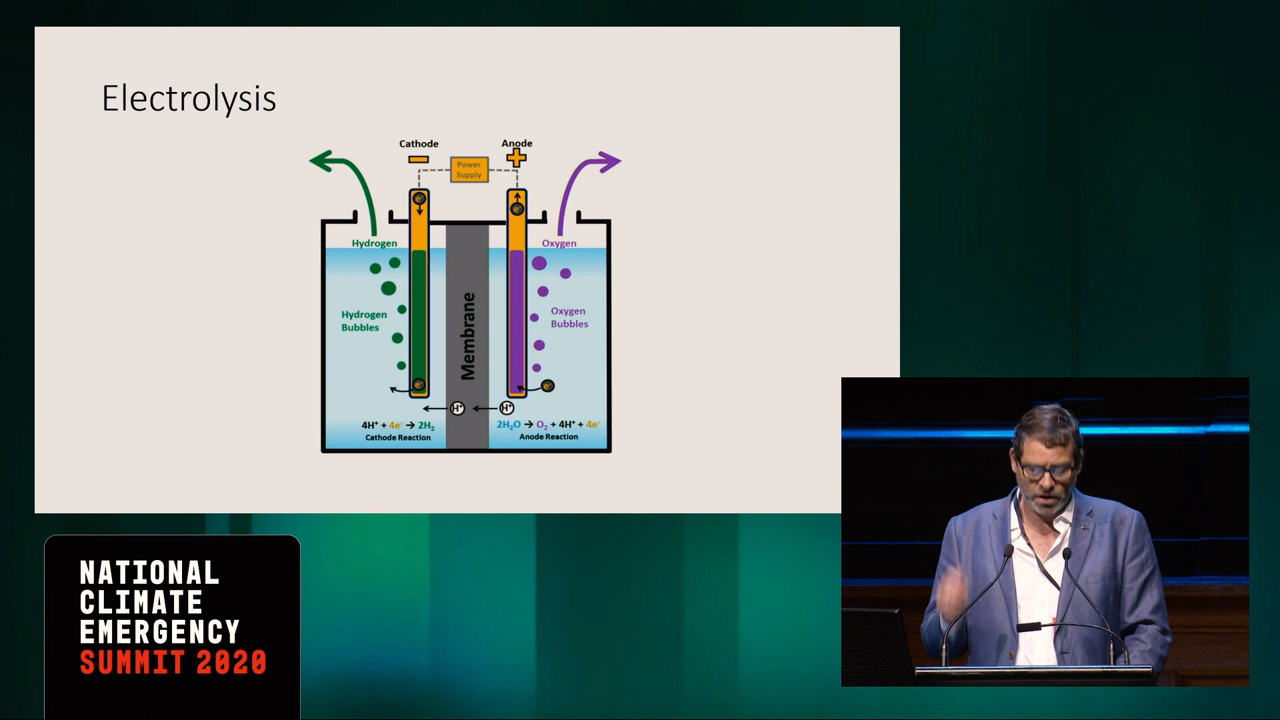 Electrolysis
Cathode
Anode
Power
Supply
Hydrogen
Oxygen
Hydrogen
Bubbles
Oxygen
Bubbles
Membrane
H⁺
H⁺
4H⁺ + 4e⁻ → 2H₂
Cathode Reaction
2H₂O → O₂ + 4H⁺ + 4e⁻
Anode Reaction
NATIONAL
CLIMATE
EMERGENCY
SUMMIT 2020